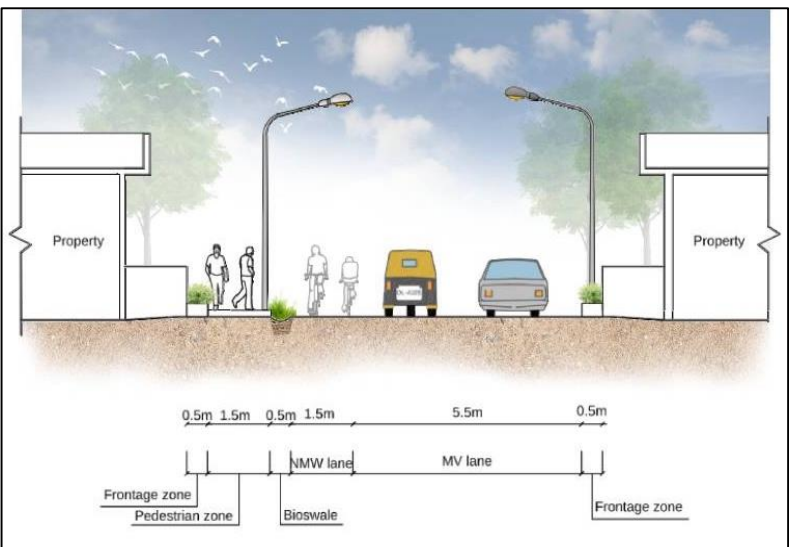 Property
Property
0.5m 1.5m 0.5m 1.5m 5.5m 0.5m
NMW lane
MV lane
Frontage zone
Pedestrian zone
Bioswale
Frontage zone